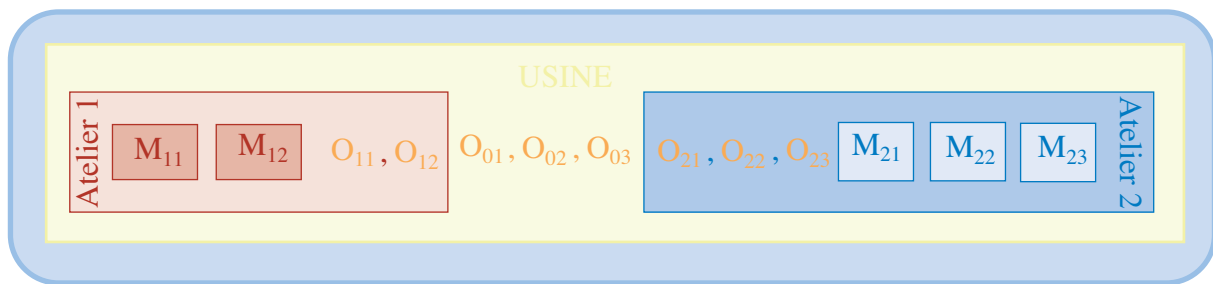 USINE
Atelier 1
M₁₁ M₁₂ O₁₁, O₁₂ O₀₁, O₀₂, O₀₃ O₂₁, O₂₂, O₂₃ M₂₁ M₂₂ M₂₃
Atelier 2